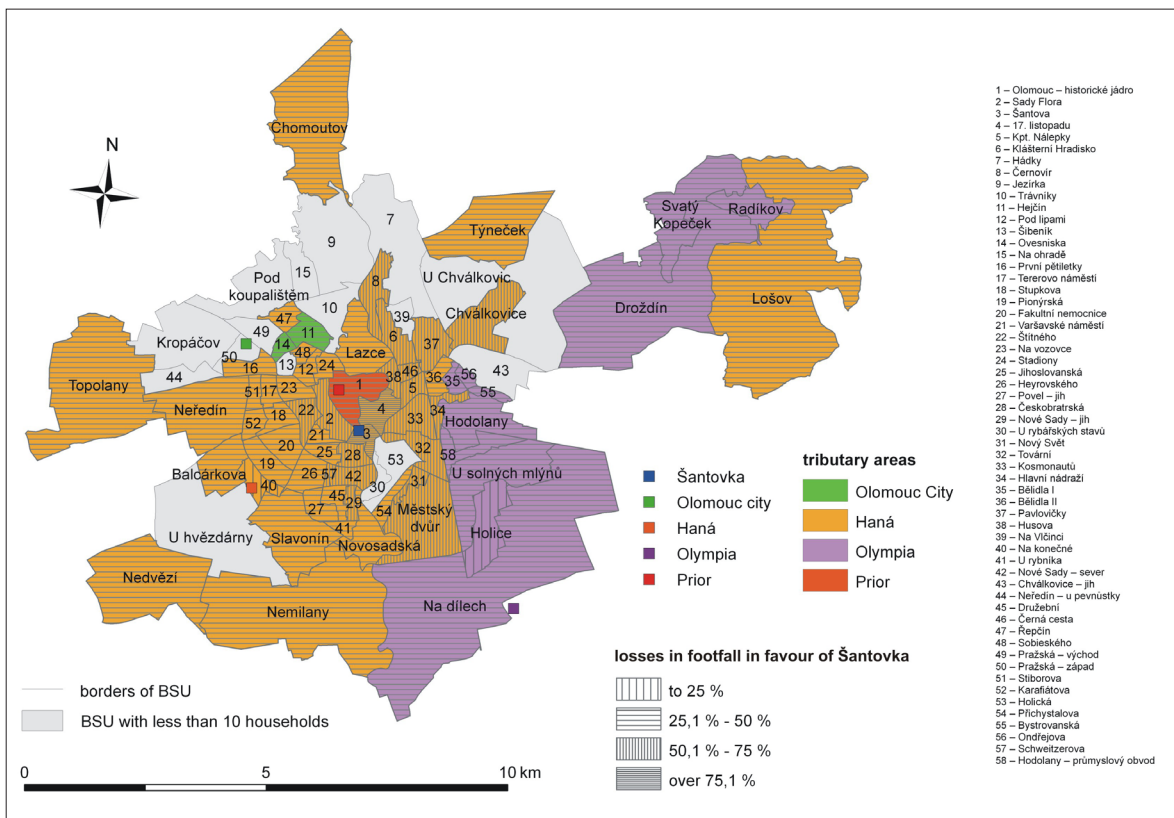 N
Chomoutov
7
9
15
Pod
koupalištěm
10
8
Týneček
U Chválkovic
Chválkovice
Svatý
Kopeček
Radíkov
Droždín
Lošov
47
39
49
11
14
Kropáčov
50
48
13
12
24
Lazce
6
37
44
16
Topolany
Neředín
51
17
23
1
38
46
5
36
35
56
43
55
52
18
22
2
4
33
34
Hodolany
21
3
20
25
28
53
32
58
U solných mlýnů
Balcárkova
19
26
57
42
40
45
29
30
31
27
54
Městský
dvůr
Holice
41
U hvězdárny
Slavonín
Novosadská
Nedvězí
Nemilany
Na dílech
Šantovka
Olomouc city
Haná
Olympia
Prior
tributary areas
Olomouc City
Haná
Olympia
Prior
losses in footfall in favour of Šantovka
to 25 %
25,1 % - 50 %
50,1 % - 75 %
over 75,1 %
borders of BSU
BSU with less than 10 households
0 5 10 km
1 – Olomouc – historické jádro
2 – Sady Flora
3 – Šantova
4 – 17. listopadu
5 – Kpt. Nálepky
6 – Klášterní Hradisko
7 – Hádky
8 – Černovír
9 – Jezírka
10 – Trávníky
11 – Hejčín
12 – Pod lipami
13 – Šibeník
14 – Ovesniska
15 – Na ohradě
16 – První pětiletky
17 – Tererovo náměstí
18 – Stupkova
19 – Pionýrská
20 – Fakultní nemocnice
21 – Varšavské náměstí
22 – Štítného
23 – Na vozovce
24 – Stadiony
25 – Jihoslovanská
26 – Heyrovského
27 – Povel – jih
28 – Českobratrská
29 – Nové Sady – jih
30 – U rybářských stavů
31 – Nový Svět
32 – Tovární
33 – Kosmonautů
34 – Hlavní nádraží
35 – Bělidla I
36 – Bělidla II
37 – Pavlovičky
38 – Husova
39 – Na Vlčinci
40 – Na konečné
41 – U rybníka
42 – Nové Sady – sever
43 – Chválkovice – jih
44 – Neředín – u pevnůstky
45 – Družební
46 – Černá cesta
47 – Řepčín
48 – Sobieského
49 – Pražská – východ
50 – Pražská – západ
51 – Stiborova
52 – Karafiátova
53 – Holická
54 – Přichystalova
55 – Bystrovanská
56 – Ondřejova
57 – Schweitzerova
58 – Hodolany – průmyslový obvod